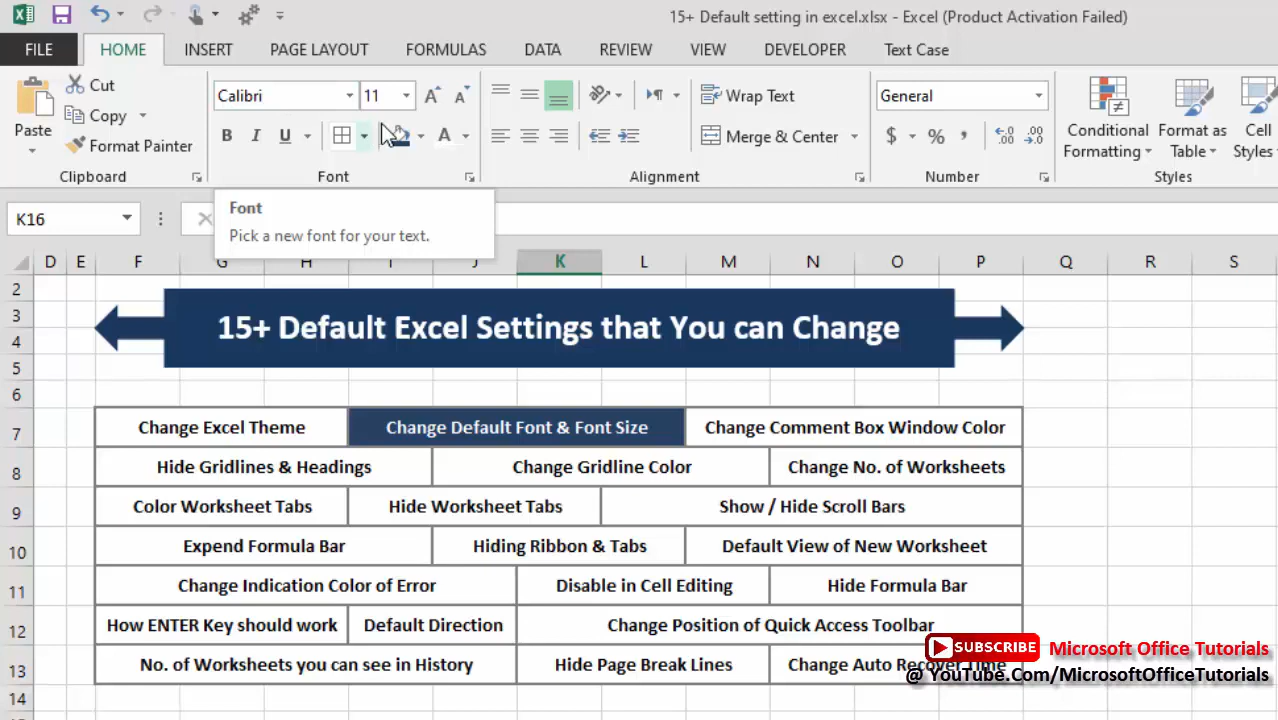 15+ Default setting in excel.xlsx - Excel (Product Activation Failed)
FILE HOME INSERT PAGE LAYOUT FORMULAS DATA REVIEW VIEW DEVELOPER Text Case
Paste
Cut
Copy
Format Painter
Clipboard
Calibri 11
B I U A
Font
Wrap Text
Merge & Center
Alignment
General
$ % ,
Number
Conditional Formatting
Format as Table
Cell Styles
Styles
K16
Font
Pick a new font for your text.
D E F G H I J K L M N O P Q R S
2
3
4
5
6
15+ Default Excel Settings that You can Change
7 Change Excel Theme Change Default Font & Font Size Change Comment Box Window Color
8 Hide Gridlines & Headings Change Gridline Color Change No. of Worksheets
9 Color Worksheet Tabs Hide Worksheet Tabs Show / Hide Scroll Bars
10 Expend Formula Bar Hiding Ribbon & Tabs Default View of New Worksheet
11 Change Indication Color of Error Disable in Cell Editing Hide Formula Bar
12 How ENTER Key should work Default Direction Change Position of Quick Access Toolbar
13 No. of Worksheets you can see in History Hide Page Break Lines Change Auto Recover Time
14
SUBSCRIBE Microsoft Office Tutorials
@ YouTube.Com/MicrosoftOfficeTutorials